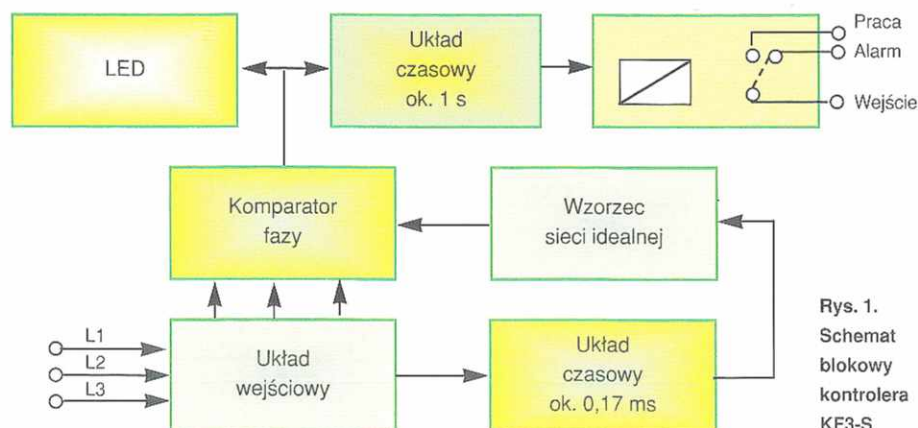 LED
Układ
czasowy
ok. 1 s
Praca
Alarm
Wejście
Komparator
fazy
Wzorzec
sieci idealnej
L1
L2
L3
Układ
wejściowy
Układ
czasowy
ok. 0,17 ms
Rys. 1.
Schemat
blokowy
kontrolera
KF3-S